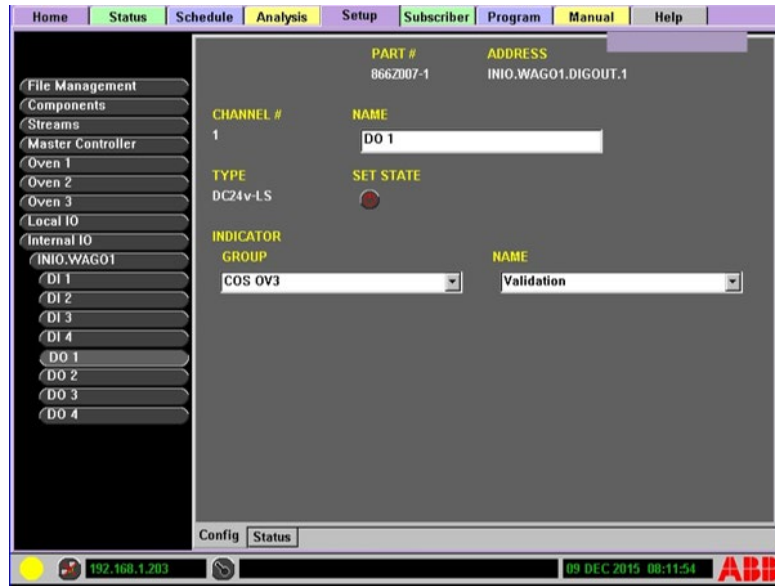 Home Status Schedule Analysis Setup Subscriber Program Manual Help
File Management
Components
Streams
Master Controller
Oven 1
Oven 2
Oven 3
Local IO
Internal IO
INIO.WAGO1
DI 1
DI 2
DI 3
DI 4
DO 1
DO 2
DO 3
DO 4
PART # ADDRESS
866Z007-1 INIO.WAGO1.DIGOUT.1
CHANNEL # NAME
1 DO 1
TYPE SET STATE
DC24v-LS
INDICATOR
GROUP NAME
COS OV3 Validation
Config Status
192.168.1.203 09 DEC 2015 08:11:54 ABB